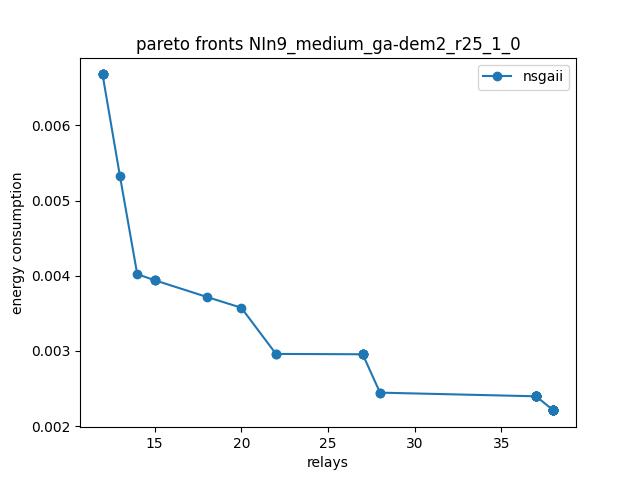 pareto fronts NIn9_medium_ga-dem2_r25_1_0
nsgaii
energy consumption
0.006
0.005
0.004
0.003
0.002
15 20 25 30 35
relays